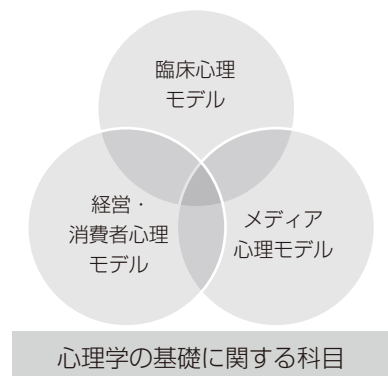 臨床心理
モデル
経営・
消費者心理
モデル
メディア
心理モデル
心理学の基礎に関する科目